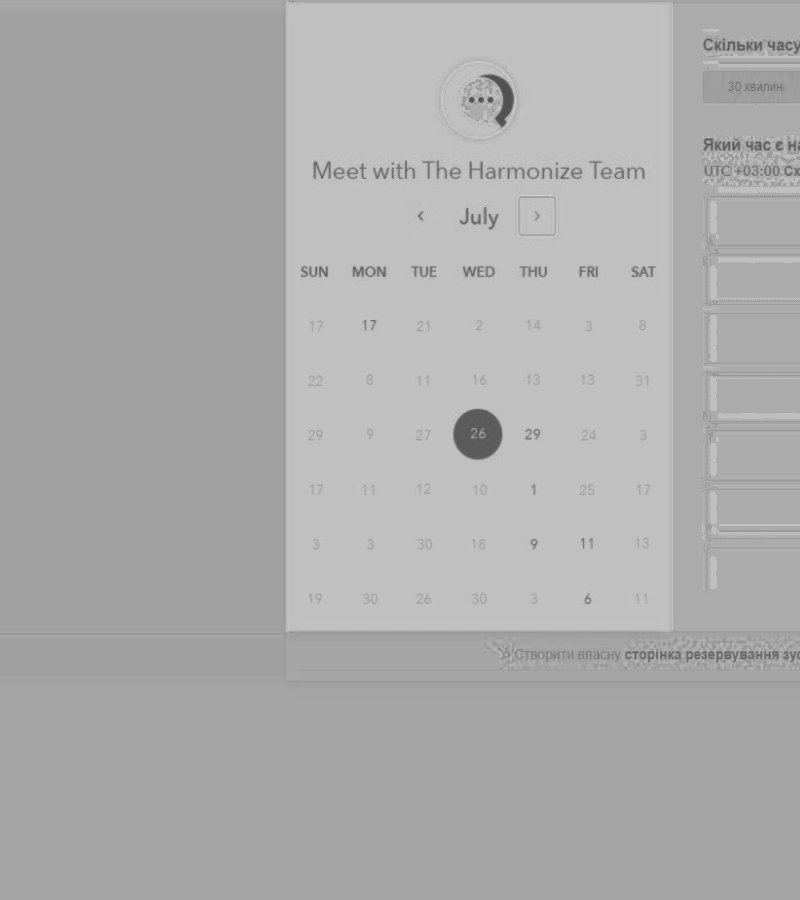 Meet with The Harmonize Team
July
SUN MON TUE WED THU FRI SAT
17 17 21 2 14 3 8
22 8 11 16 13 13 31
29 9 27 26 29 24 3
17 11 12 10 1 25 17
3 3 30 18 9 11 13
19 30 26 30 3 6 11
Скільки часу
30 хвилин
Який час є на
UTC +03:00 Сх
Створити власну сторінка резервування зус